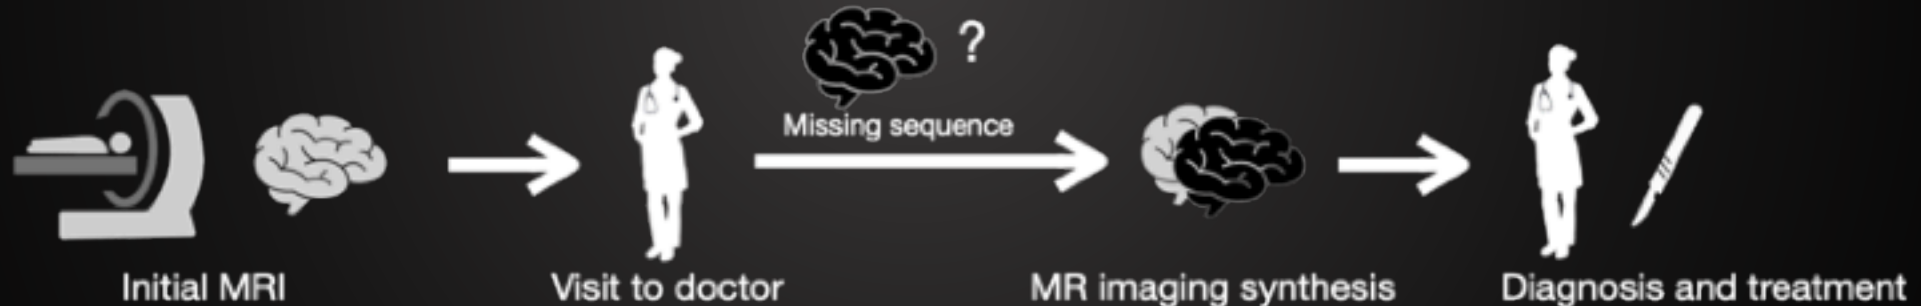 ?
Missing sequence
Initial MRI
Visit to doctor
MR imaging synthesis
Diagnosis and treatment